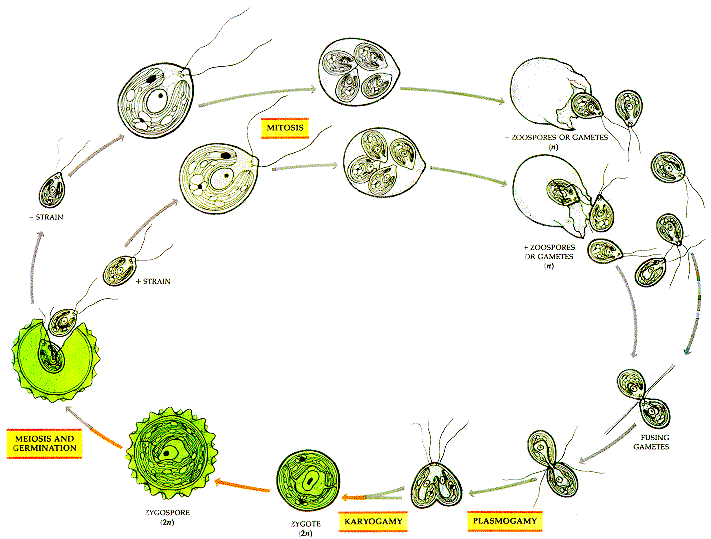 MITOSIS
– ZOOSPORES OR GAMETES
(n)
– STRAIN
+ ZOOSPORES
OR GAMETES
(n)
+ STRAIN
MEIOSIS AND
GERMINATION
FUSING
GAMETES
ZYGOSPORE
(2n)
ZYGOTE
(2n)
KARYOGAMY
PLASMOGAMY